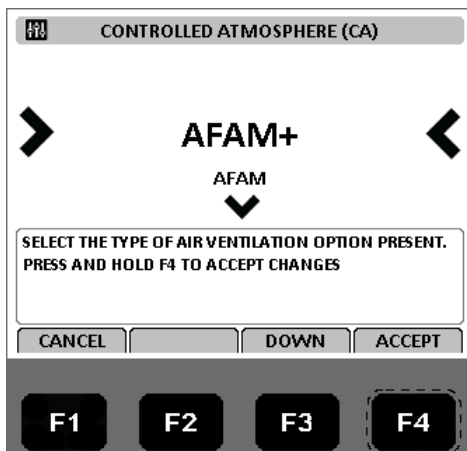 CONTROLLED ATMOSPHERE (CA)
AFAM+
AFAM
SELECT THE TYPE OF AIR VENTILATION OPTION PRESENT.
PRESS AND HOLD F4 TO ACCEPT CHANGES
CANCEL DOWN ACCEPT
F1 F2 F3 F4